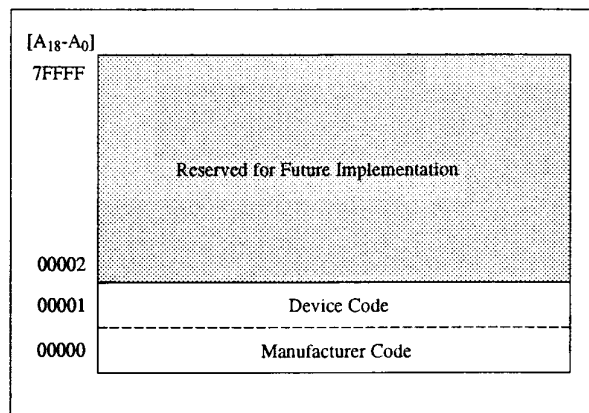 [A18-A0]
7FFFF
Reserved for Future Implementation
00002
00001 Device Code
00000 Manufacturer Code